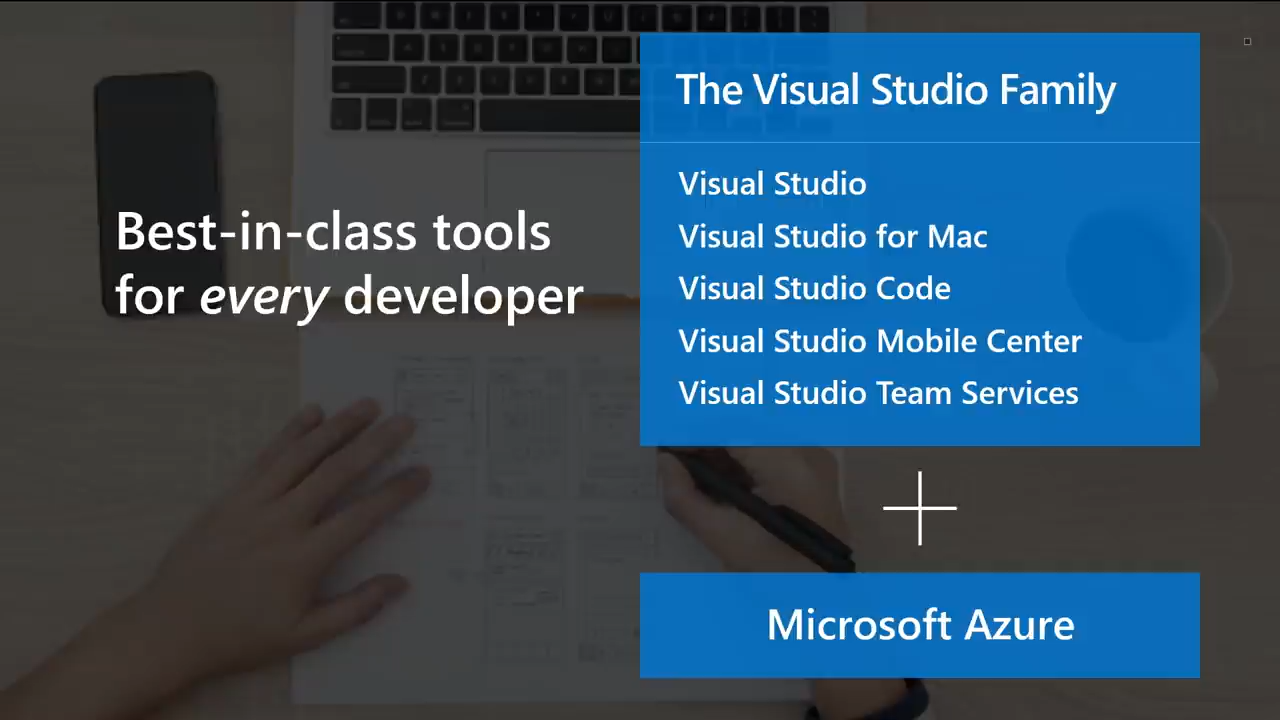 Best-in-class tools
for every developer
The Visual Studio Family
Visual Studio
Visual Studio for Mac
Visual Studio Code
Visual Studio Mobile Center
Visual Studio Team Services
Microsoft Azure